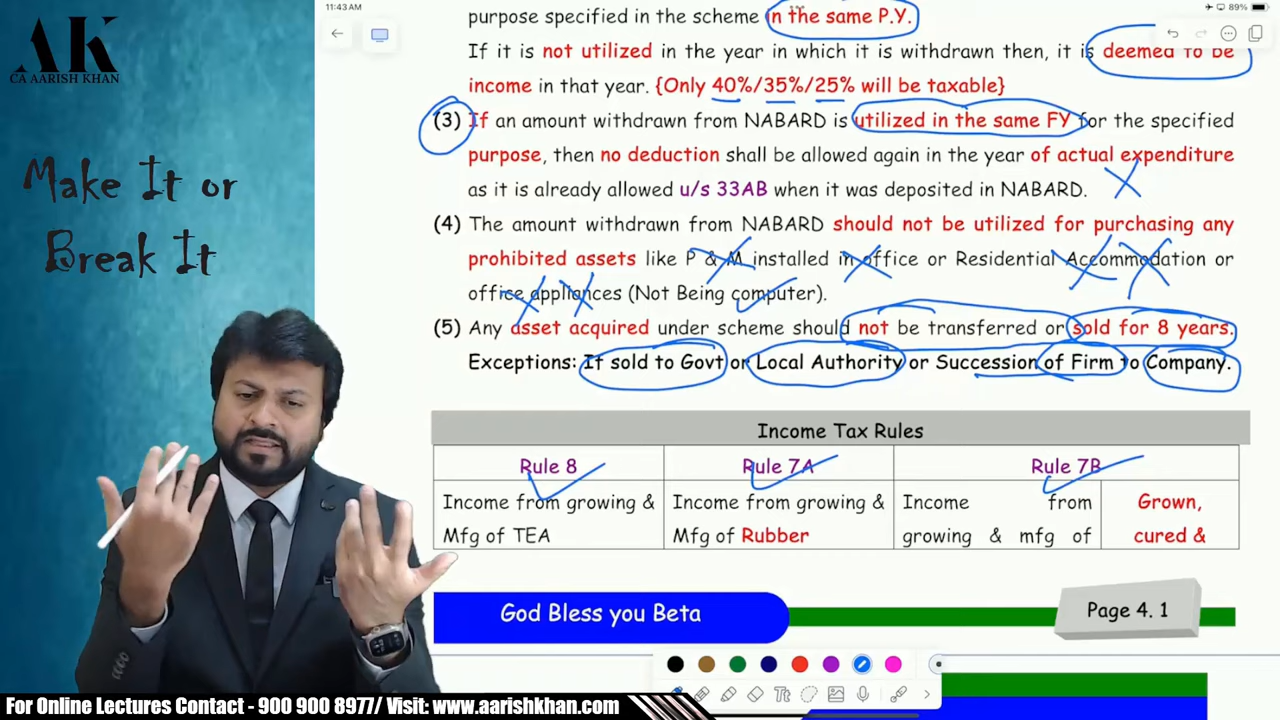 11:43 AM
89%
AK
CA AARISH KHAN
Make It or
Break It
purpose specified in the scheme in the same P.Y.
If it is not utilized in the year in which it is withdrawn then, it is deemed to be
income in that year. {Only 40%/35%/25% will be taxable}
(3) If an amount withdrawn from NABARD is utilized in the same FY for the specified
purpose, then no deduction shall be allowed again in the year of actual expenditure
as it is already allowed u/s 33AB when it was deposited in NABARD.
(4) The amount withdrawn from NABARD should not be utilized for purchasing any
prohibited assets like P & M installed in office or Residential Accommodation or
office appliances (Not Being computer).
(5) Any asset acquired under scheme should not be transferred or sold for 8 years.
Exceptions: It sold to Govt or Local Authority or Succession of Firm to Company.
Income Tax Rules
Rule 8 Rule 7A Rule 7B
Income from growing & Income from growing & Income from Grown,
Mfg of TEA Mfg of Rubber growing & mfg of cured &
God Bless you Beta
Page 4. 1
Tt
For Online Lectures Contact - 900 900 8977/ Visit: www.aarishkhan.com